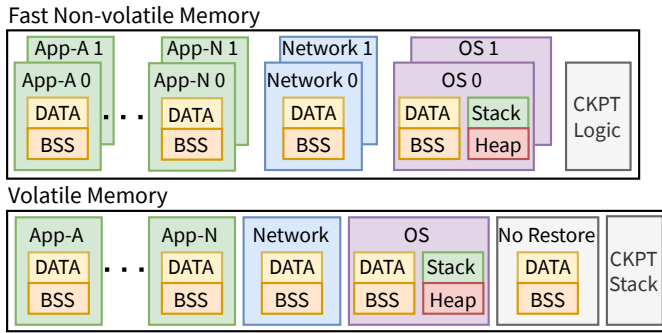 Fast Non-volatile Memory
App-A 1
App-N 1
Network 1
OS 1
App-A 0
App-N 0
Network 0
OS 0
DATA
BSS
. . .
DATA
BSS
DATA
BSS
DATA
BSS
Stack
Heap
CKPT
Logic
Volatile Memory
App-A
App-N
Network
OS
No Restore
DATA
BSS
. . .
DATA
BSS
DATA
BSS
DATA
BSS
Stack
Heap
DATA
BSS
CKPT
Stack